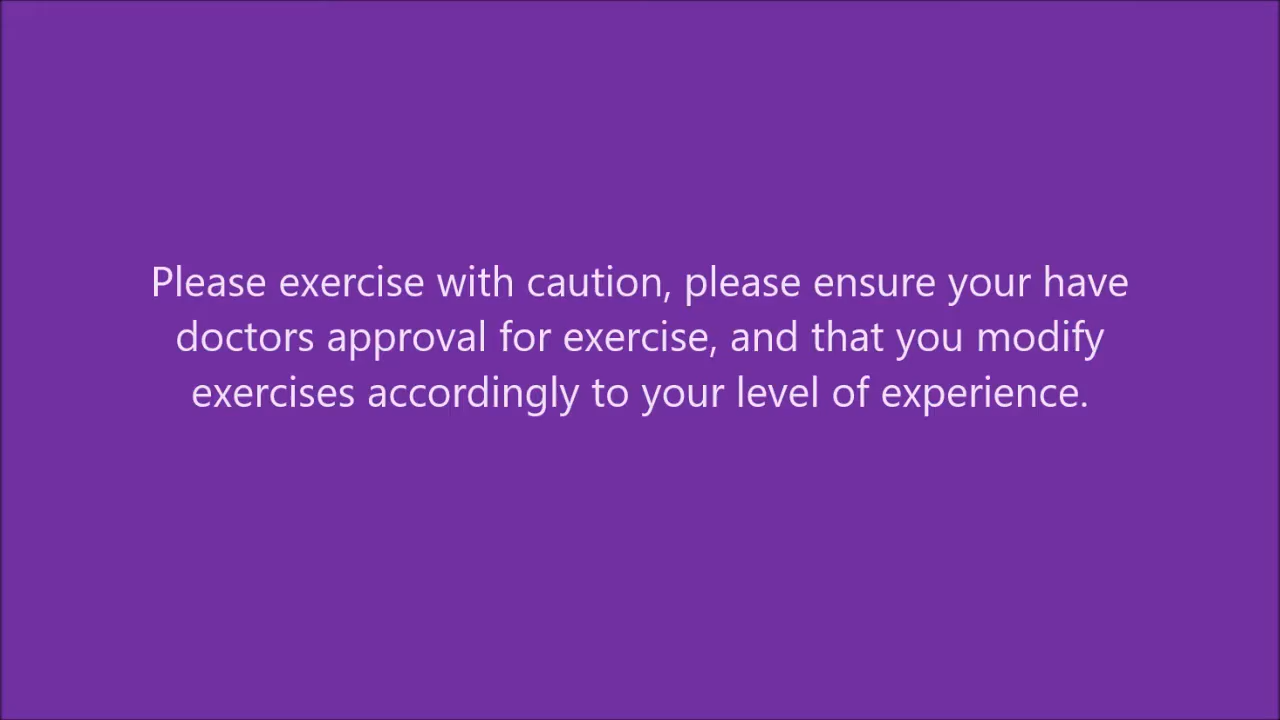 Please exercise with caution, please ensure your have
doctors approval for exercise, and that you modify
exercises accordingly to your level of experience.